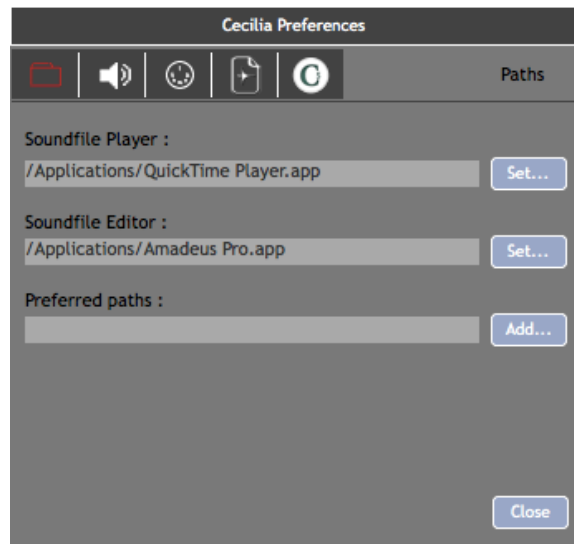 Cecilia Preferences
Paths
Soundfile Player :
/Applications/QuickTime Player.app
Set...
Soundfile Editor :
/Applications/Amadeus Pro.app
Set...
Preferred paths :
Add...
Close